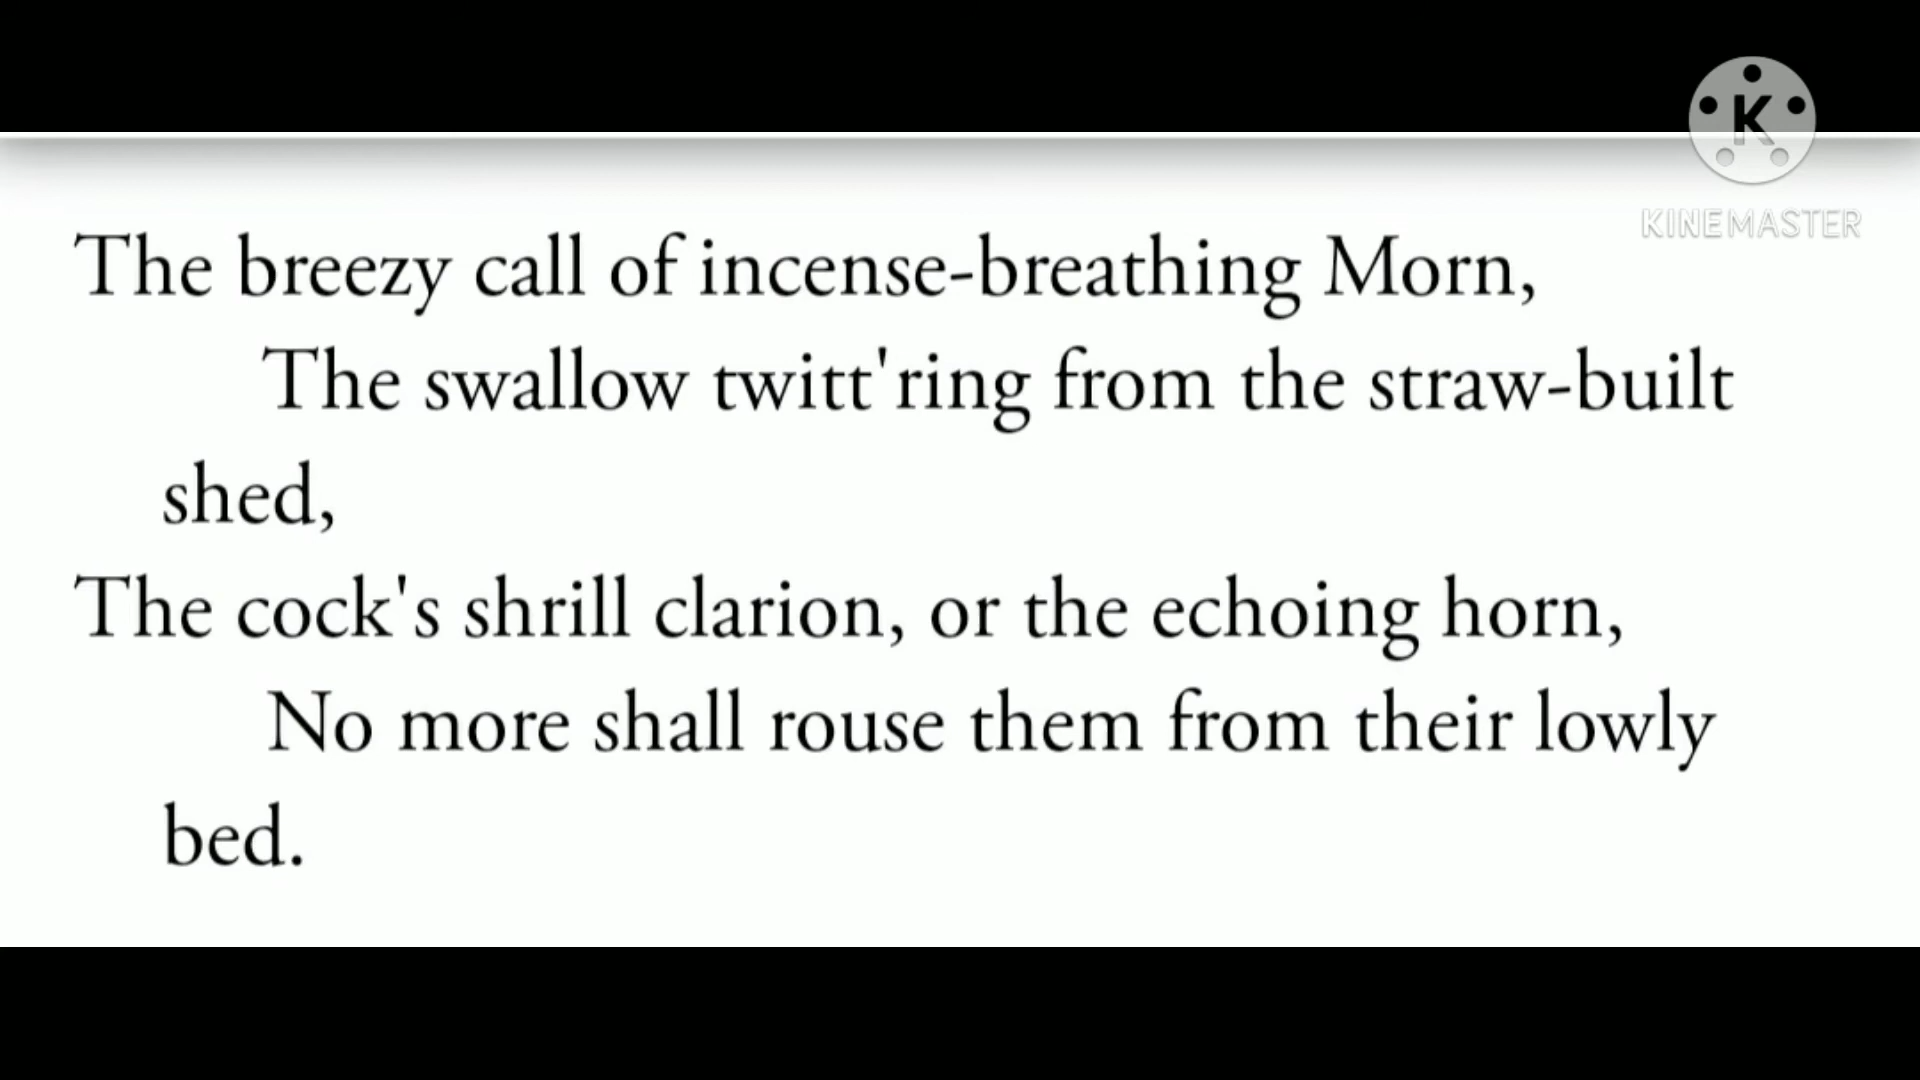 K
KINEMASTER
The breezy call of incense-breathing Morn,
The swallow twitt'ring from the straw-built
shed,
The cock's shrill clarion, or the echoing horn,
No more shall rouse them from their lowly
bed.